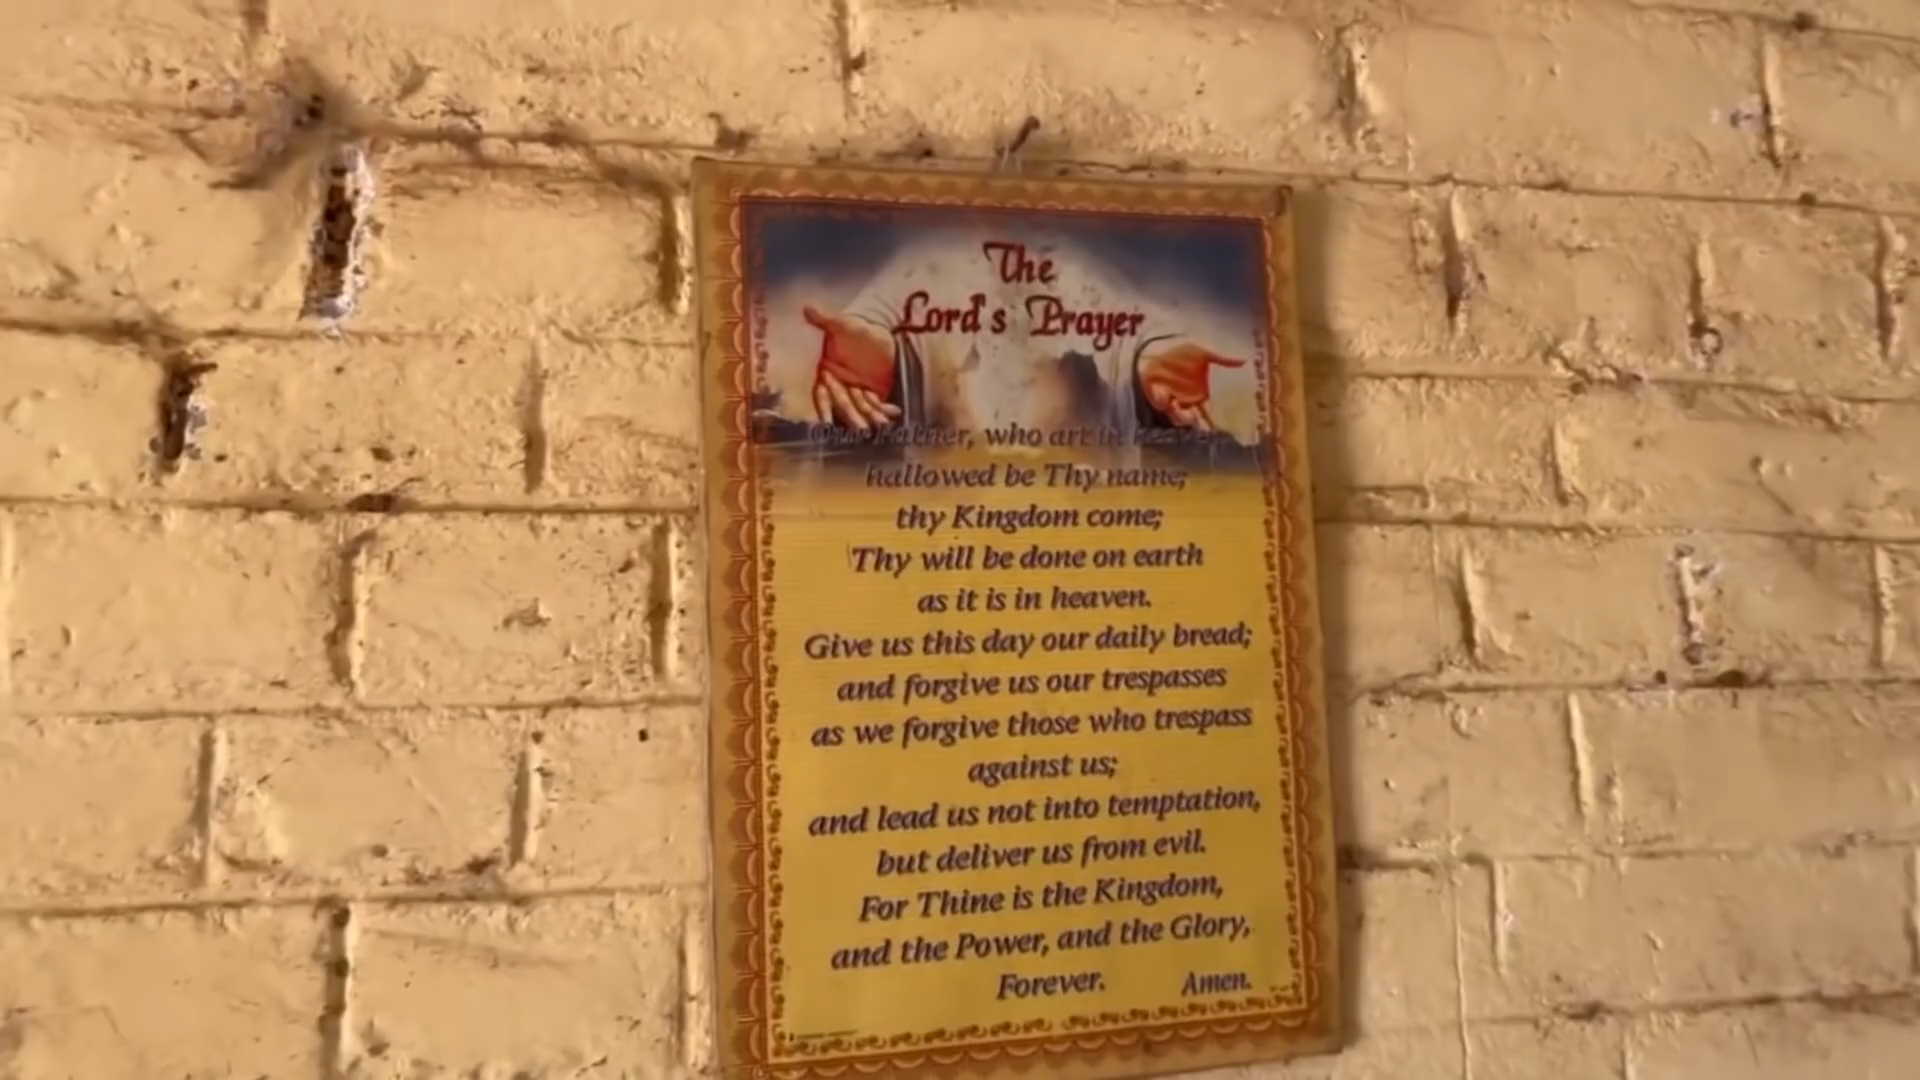 The
Lord's Prayer
Our Father, who art in heaven,
hallowed be Thy name;
thy Kingdom come;
Thy will be done on earth
as it is in heaven.
Give us this day our daily bread;
and forgive us our trespasses
as we forgive those who trespass
against us;
and lead us not into temptation,
but deliver us from evil.
For Thine is the Kingdom,
and the Power, and the Glory,
Forever. Amen.